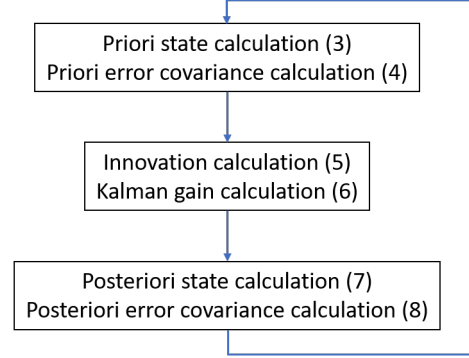 Priori state calculation (3)
Priori error covariance calculation (4)
Innovation calculation (5)
Kalman gain calculation (6)
Posteriori state calculation (7)
Posteriori error covariance calculation (8)